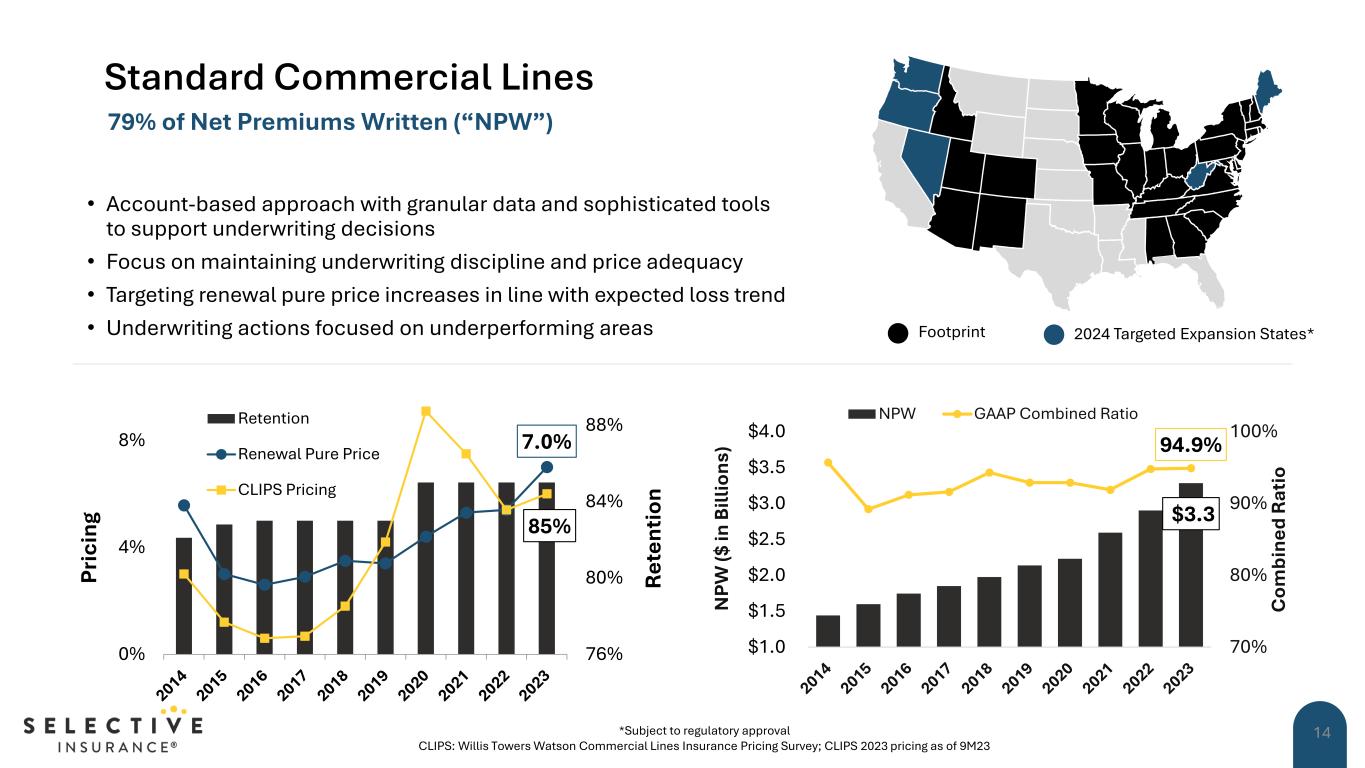 Standard Commercial Lines
79% of Net Premiums Written (“NPW”)
• Account-based approach with granular data and sophisticated tools
to support underwriting decisions
• Focus on maintaining underwriting discipline and price adequacy
• Targeting renewal pure price increases in line with expected loss trend
• Underwriting actions focused on underperforming areas
Footprint
2024 Targeted Expansion States*
Retention
Renewal Pure Price
CLIPS Pricing
Pricing
8%
4%
0%
7.0%
85%
88%
84%
80%
76%
Retention
2014
2015
2016
2017
2018
2019
2020
2021
2022
2023
NPW
GAAP Combined Ratio
NPW ($ in Billions)
$4.0
$3.5
$3.0
$2.5
$2.0
$1.5
$1.0
94.9%
$3.3
100%
90%
80%
70%
Combined Ratio
2014
2015
2016
2017
2018
2019
2020
2021
2022
2023
SELECTIVE
INSURANCE®
*Subject to regulatory approval
CLIPS: Willis Towers Watson Commercial Lines Insurance Pricing Survey; CLIPS 2023 pricing as of 9M23
14